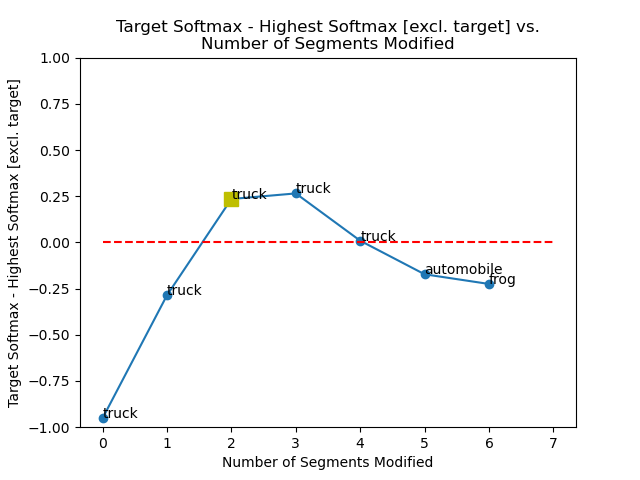 Target Softmax - Highest Softmax [excl. target] vs.
Number of Segments Modified
Target Softmax - Highest Softmax [excl. target]
1.00
0.75
0.50
0.25
0.00
−0.25
−0.50
−0.75
−1.00
truck
truck
truck
truck
truck
automobile
frog
0 1 2 3 4 5 6 7
Number of Segments Modified